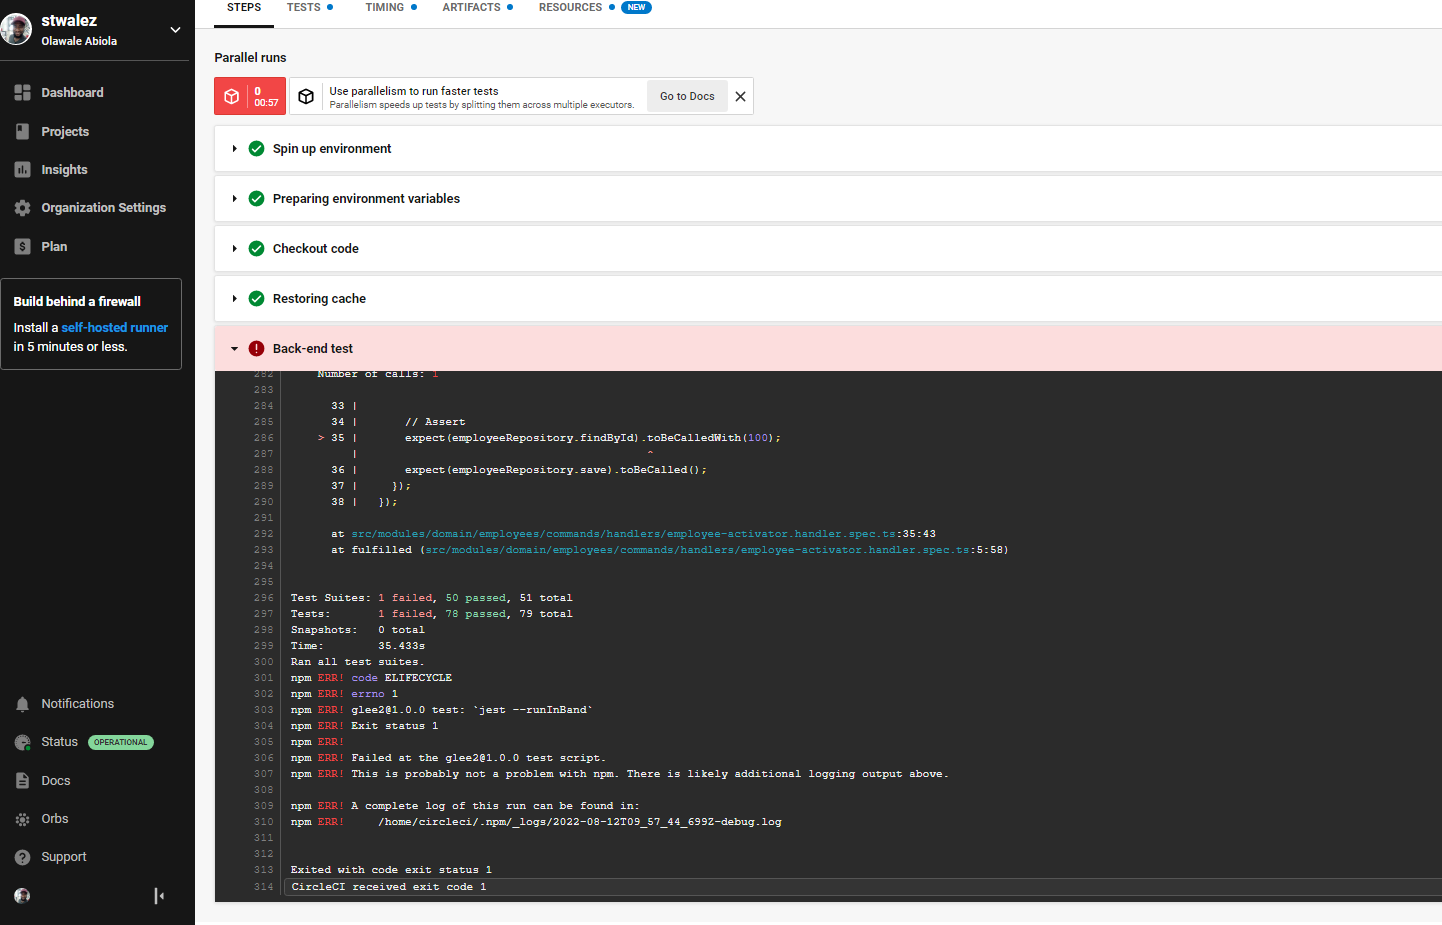 stwalez
Olawale Abiola
Dashboard
Projects
Insights
Organization Settings
$ Plan
Build behind a firewall
Install a self-hosted runner
in 5 minutes or less.
Notifications
Status OPERATIONAL
Docs
Orbs
? Support
STEPS TESTS TIMING ARTIFACTS RESOURCES NEW
Parallel runs
0
00:57
Use parallelism to run faster tests
Parallelism speeds up tests by splitting them across multiple executors.
Go to Docs
Spin up environment
Preparing environment variables
Checkout code
Restoring cache
! Back-end test
282 Number of calls: 1
283
284 33 |
285 34 | // Assert
286 > 35 | expect(employeeRepository.findById).toBeCalledWith(100);
287 | ^
288 36 | expect(employeeRepository.save).toBeCalled();
289 37 | });
290 38 | });
291
292 at src/modules/domain/employees/commands/handlers/employee-activator.handler.spec.ts:35:43
293 at fulfilled (src/modules/domain/employees/commands/handlers/employee-activator.handler.spec.ts:5:58)
294
295
296 Test Suites: 1 failed, 50 passed, 51 total
297 Tests: 1 failed, 78 passed, 79 total
298 Snapshots: 0 total
299 Time: 35.433s
300 Ran all test suites.
301 npm ERR! code ELIFECYCLE
302 npm ERR! errno 1
303 npm ERR! glee2@1.0.0 test: `jest --runInBand`
304 npm ERR! Exit status 1
305 npm ERR!
306 npm ERR! Failed at the glee2@1.0.0 test script.
307 npm ERR! This is probably not a problem with npm. There is likely additional logging output above.
308
309 npm ERR! A complete log of this run can be found in:
310 npm ERR! /home/circleci/.npm/_logs/2022-08-12T09_57_44_699Z-debug.log
311
312
313 Exited with code exit status 1
314 CircleCI received exit code 1